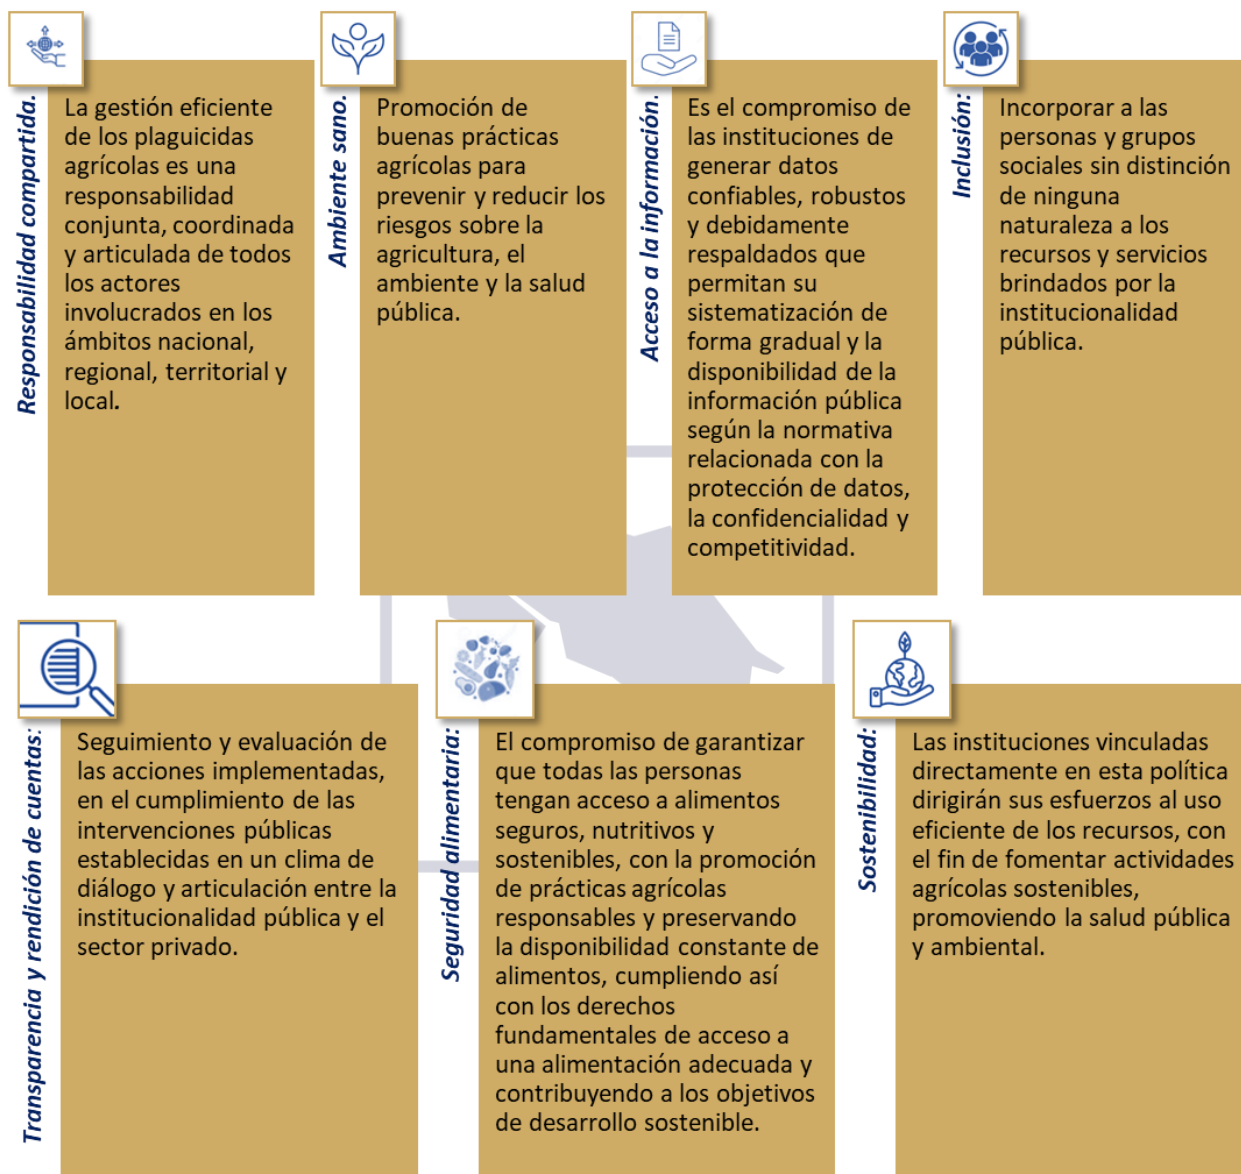 Responsabilidad compartida.
La gestión eficiente
de los plaguicidas
agrícolas es una
responsabilidad
conjunta, coordinada
y articulada de todos
los actores
involucrados en los
ámbitos nacional,
regional, territorial y
local.
Ambiente sano.
Promoción de
buenas prácticas
agrícolas para
prevenir y reducir los
riesgos sobre la
agricultura, el
ambiente y la salud
pública.
Acceso a la información.
Es el compromiso de
las instituciones de
generar datos
confiables, robustos
y debidamente
respaldados que
permitan su
sistematización de
forma gradual y la
disponibilidad de la
información pública
según la normativa
relacionada con la
protección de datos,
la confidencialidad y
competitividad.
Inclusión:
Incorporar a las
personas y grupos
sociales sin distinción
de ninguna
naturaleza a los
recursos y servicios
brindados por la
institucionalidad
pública.
Transparencia y rendición de cuentas:
Seguimiento y evaluación de
las acciones implementadas,
en el cumplimiento de las
intervenciones públicas
establecidas en un clima de
diálogo y articulación entre la
institucionalidad pública y el
sector privado.
Seguridad alimentaria:
El compromiso de garantizar
que todas las personas
tengan acceso a alimentos
seguros, nutritivos y
sostenibles, con la promoción
de prácticas agrícolas
responsables y preservando
la disponibilidad constante de
alimentos, cumpliendo así
con los derechos
fundamentales de acceso a
una alimentación adecuada y
contribuyendo a los objetivos
de desarrollo sostenible.
Sostenibilidad:
Las instituciones vinculadas
directamente en esta política
dirigirán sus esfuerzos al uso
eficiente de los recursos, con
el fin de fomentar actividades
agrícolas sostenibles,
promoviendo la salud pública
y ambiental.